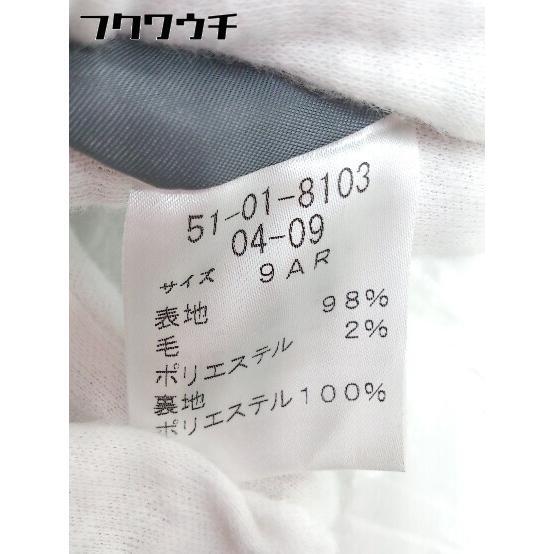 フクワウチ
51-01-8103
04-09
サイズ 9AR
表地
毛 98%
ポリエステル 2%
裏地
ポリエステル100%